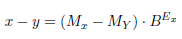 x − y = (M_x − M_Y) · B^{E_x}